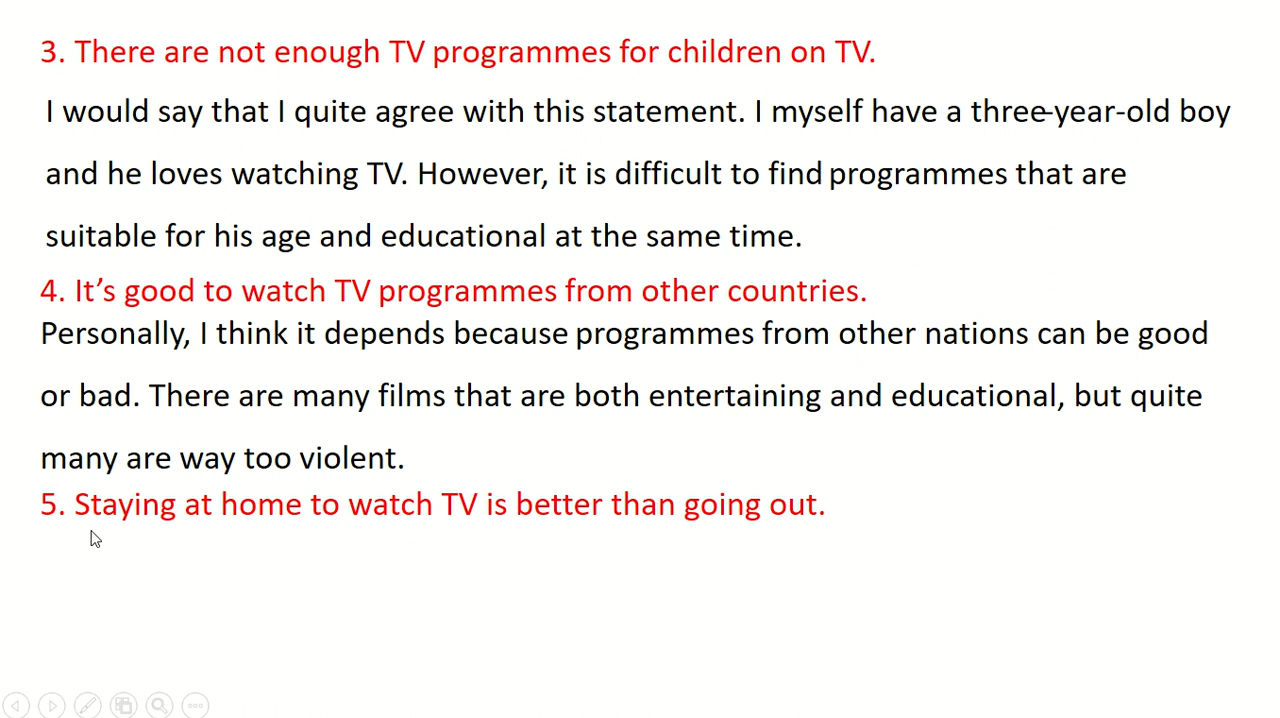 3. There are not enough TV programmes for children on TV.
I would say that I quite agree with this statement. I myself have a three-year-old boy
and he loves watching TV. However, it is difficult to find programmes that are
suitable for his age and educational at the same time.
4. It’s good to watch TV programmes from other countries.
Personally, I think it depends because programmes from other nations can be good
or bad. There are many films that are both entertaining and educational, but quite
many are way too violent.
5. Staying at home to watch TV is better than going out.